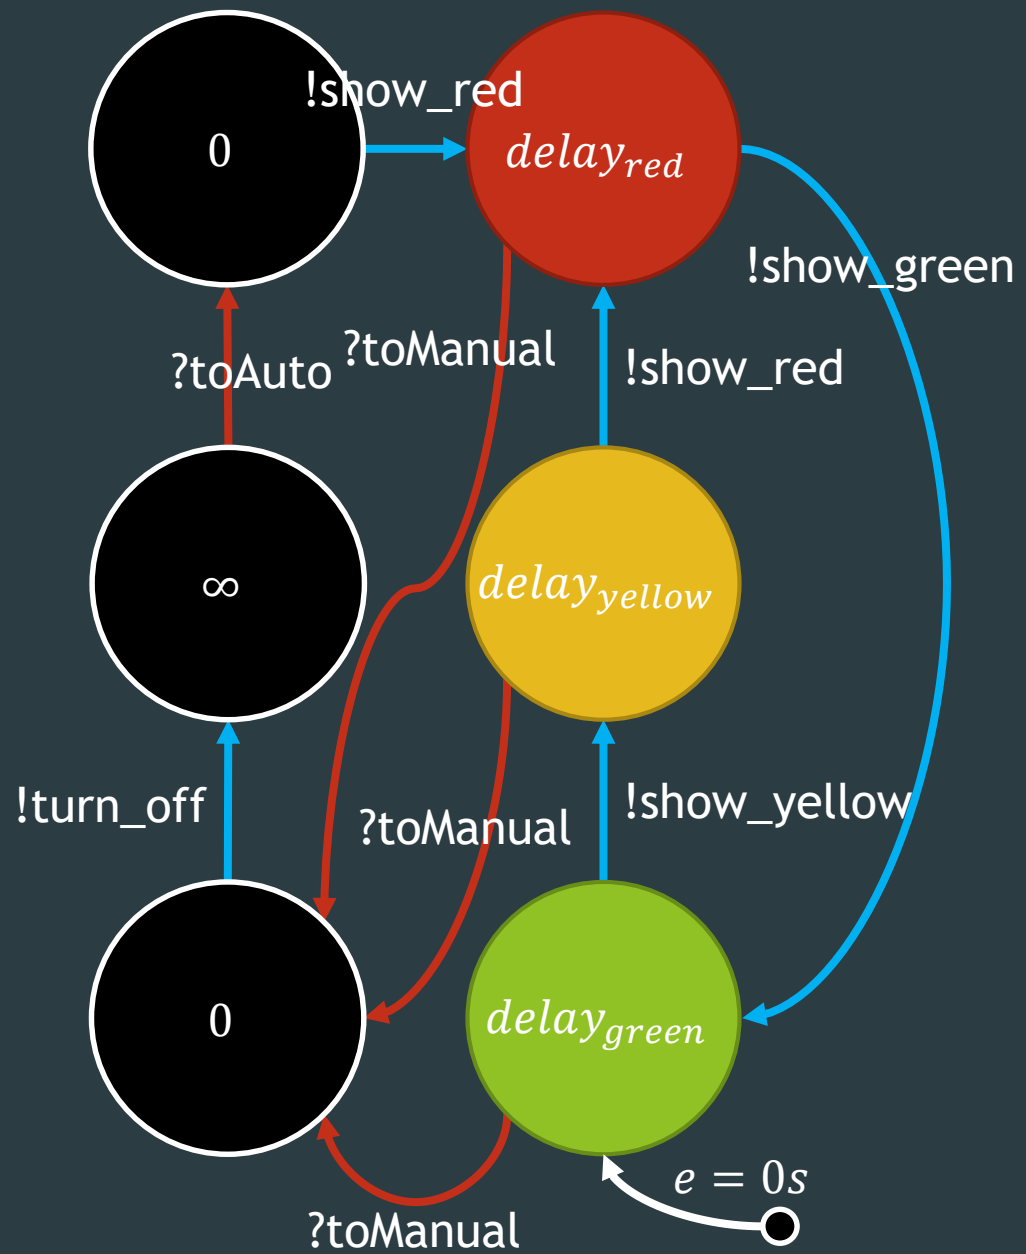 !show_red
0
delay_red
!show_green
?toManual
?toAuto
!show_red
∞
delay_yellow
!turn_off
!show_yellow
?toManual
0
delay_green
e = 0s
?toManual